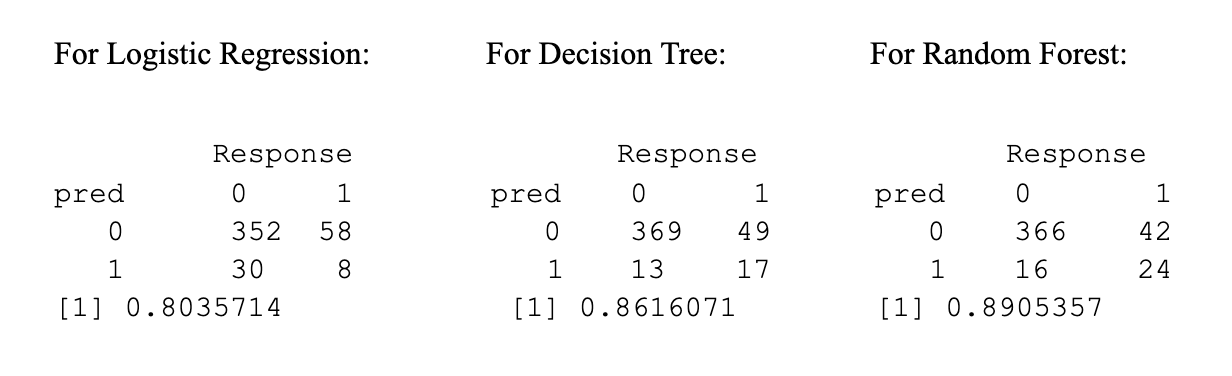 For Logistic Regression:
Response
pred 0 1
0 352 58
1 30 8
[1] 0.8035714
For Decision Tree:
Response
pred 0 1
0 369 49
1 13 17
[1] 0.8616071
For Random Forest:
Response
pred 0 1
0 366 42
1 16 24
[1] 0.8905357